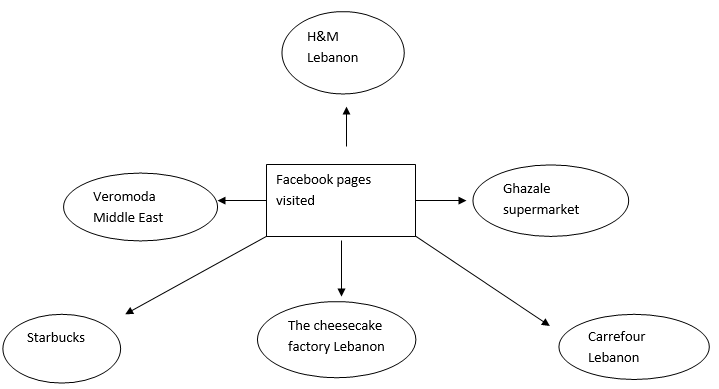 H&M
Lebanon
Facebook pages
visited
Veromoda
Middle East
Ghazale
supermarket
Starbucks
The cheesecake
factory Lebanon
Carrefour
Lebanon